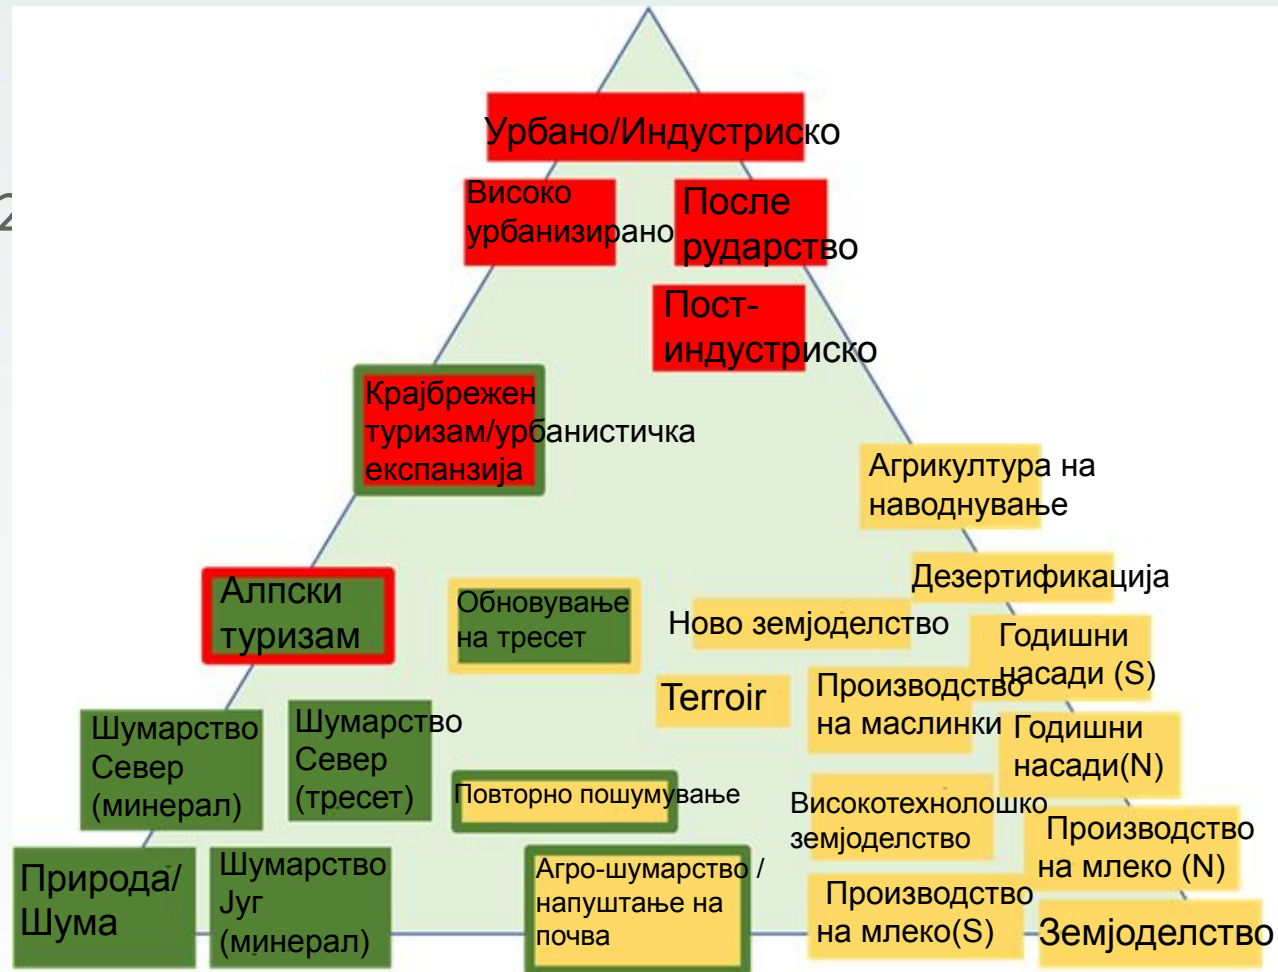 Урбано/Индустриско
Високо
урбанизирано
После
рударство
2
Пост-
индустриско
Крајбрежен
туризам/урбанистичка
експанзија
Агрикултура на
наводнување
Дезертификација
Алпски
туризам
Обновување
на тресет
Ново земјоделство
Годишни
насади (S)
Terroir
Производство
на маслинки
Шумарство
Север
(минерал)
Шумарство
Север
(тресет)
Годишни
насади(N)
Повторно пошумување
Високотехнолошко
земјоделство
Производство
на млеко (N)
Природа/
Шума
Шумарство
Југ
(минерал)
Агро-шумарство /
напуштање на
почва
Производство
на млеко(S)
Земјоделство